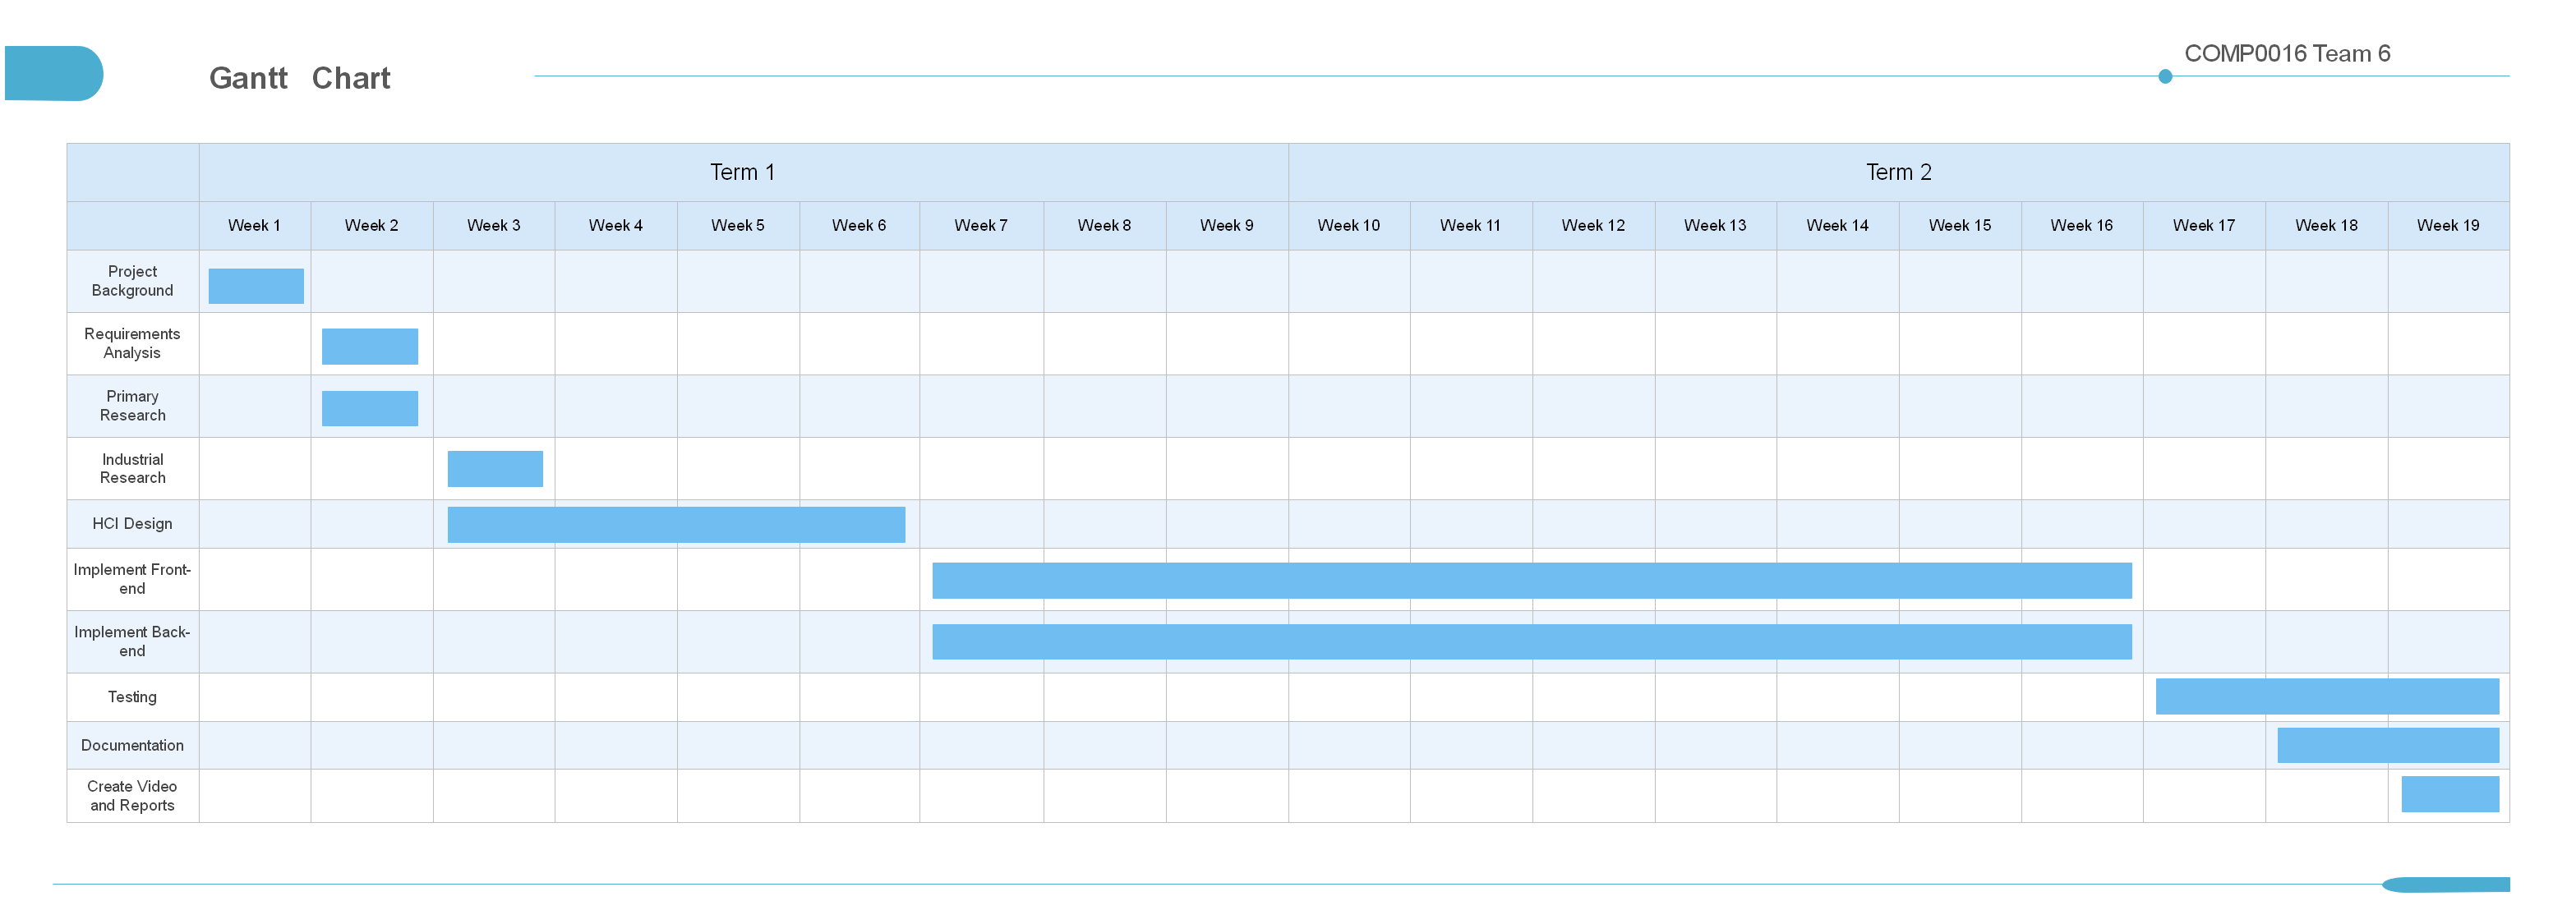 COMP0016 Team 6
Gantt Chart
Term 1
Term 2
Week 1
Week 2
Week 3
Week 4
Week 5
Week 6
Week 7
Week 8
Week 9
Week 10
Week 11
Week 12
Week 13
Week 14
Week 15
Week 16
Week 17
Week 18
Week 19
Project
Background
Requirements
Analysis
Primary
Research
Industrial
Research
HCI Design
Implement Front-
end
Implement Back-
end
Testing
Documentation
Create Video
and Reports